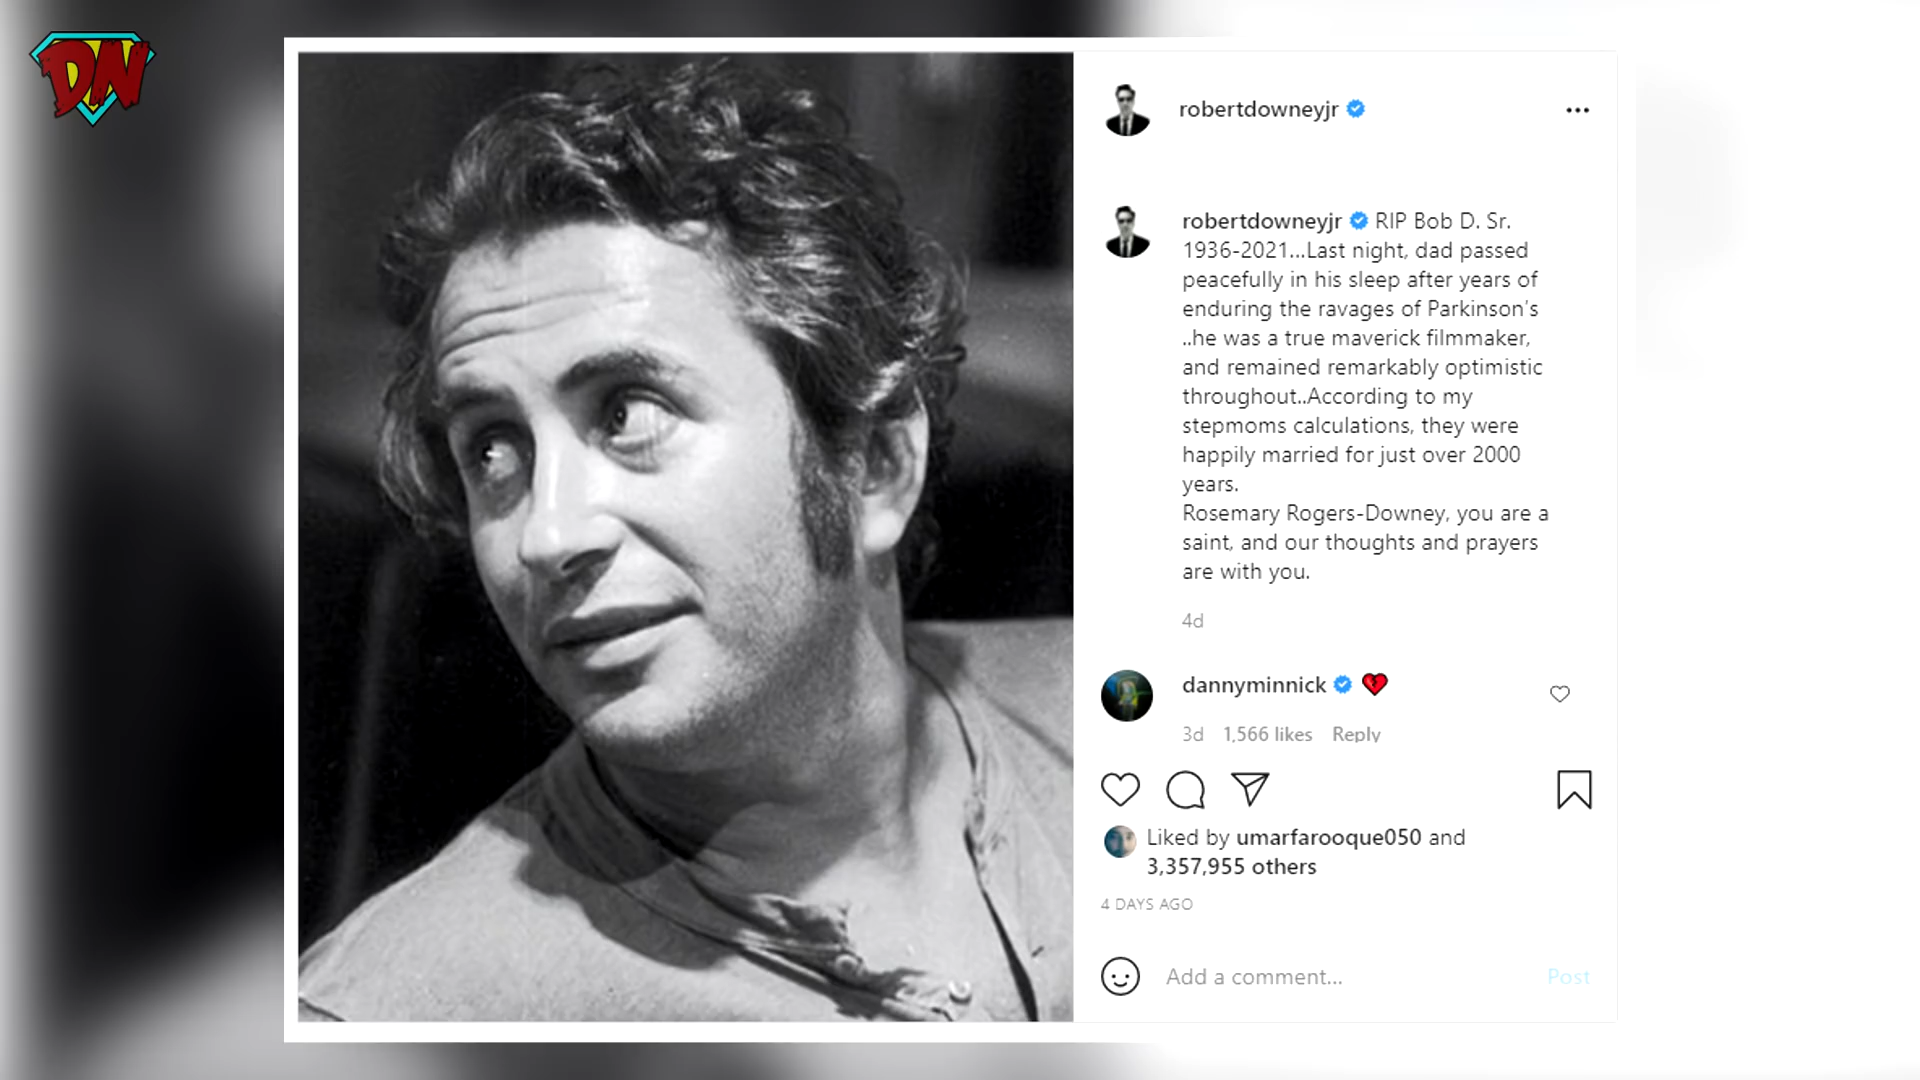 DN
robertdowneyjr
robertdowneyjr RIP Bob D. Sr.
1936-2021...Last night, dad passed
peacefully in his sleep after years of
enduring the ravages of Parkinson's
..he was a true maverick filmmaker,
and remained remarkably optimistic
throughout..According to my
stepmoms calculations, they were
happily married for just over 2000
years.
Rosemary Rogers-Downey, you are a
saint, and our thoughts and prayers
are with you.
4d
dannyminnick
3d 1,566 likes Reply
Liked by umarfarooque050 and
3,357,955 others
4 DAYS AGO
Add a comment... Post